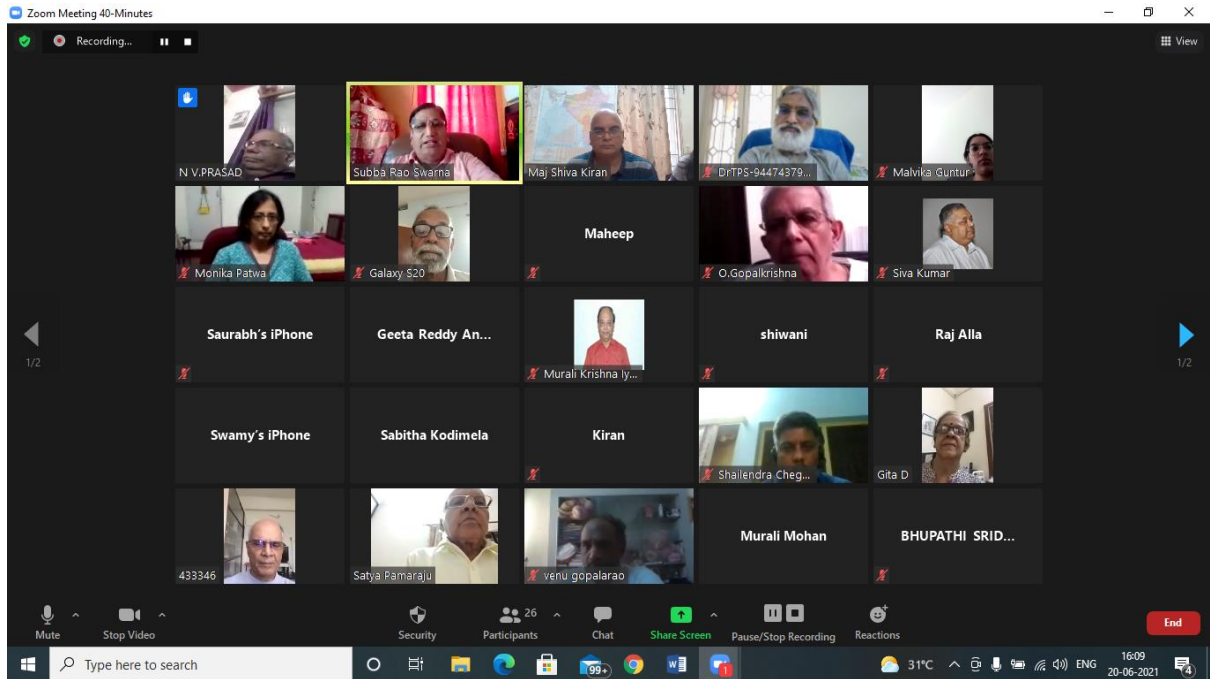 Zoom Meeting 40-Minutes
Recording...
View
N V.PRASAD
Subba Rao Swarna
Maj Shiva Kiran
DrTPS-94474379...
Malvika Guntur
Monika Patwa
Galaxy S20
Maheep
O.Gopalkrishna
Siva Kumar
Saurabh's iPhone
Geeta Reddy An...
Murali Krishna Iy...
shiwani
Raj Alla
1/2
1/2
Swamy's iPhone
Sabitha Kodimela
Kiran
Shailendra Cheg...
Gita D
433346
Satya Pamaraju
venu gopalarao
Murali Mohan
BHUPATHI SRID...
Mute
Stop Video
Security
Participants
26
Chat
Share Screen
Pause/Stop Recording
Reactions
End
Type here to search
99+
31°C
ENG
16:09
20-06-2021
4